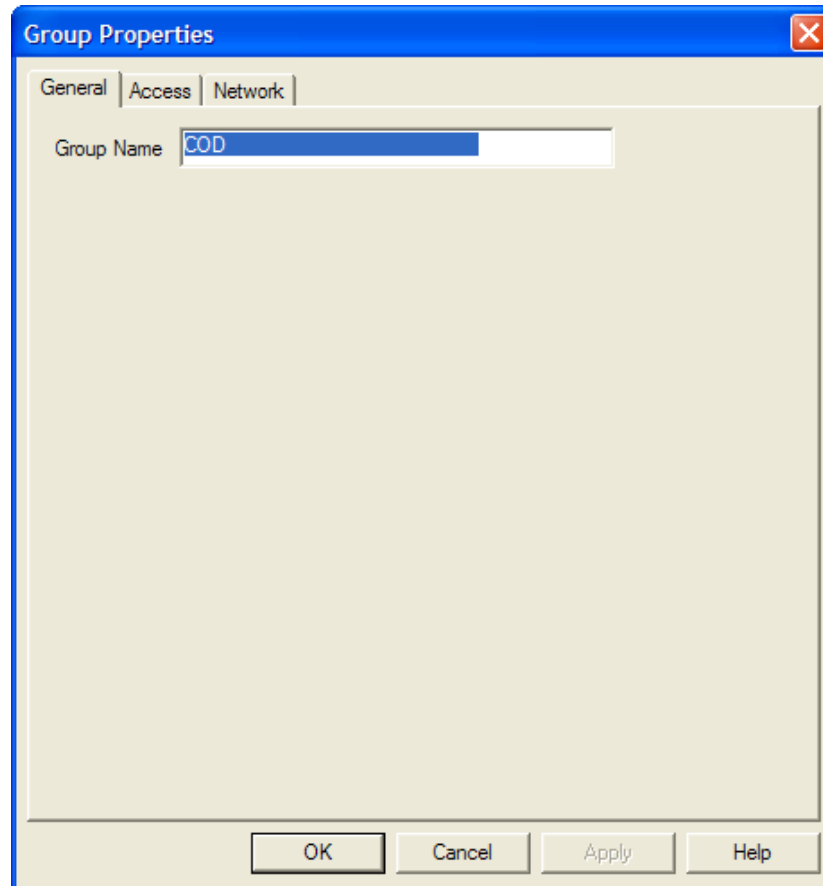 Group Properties
General Access Network
Group Name COD
OK Cancel Apply Help